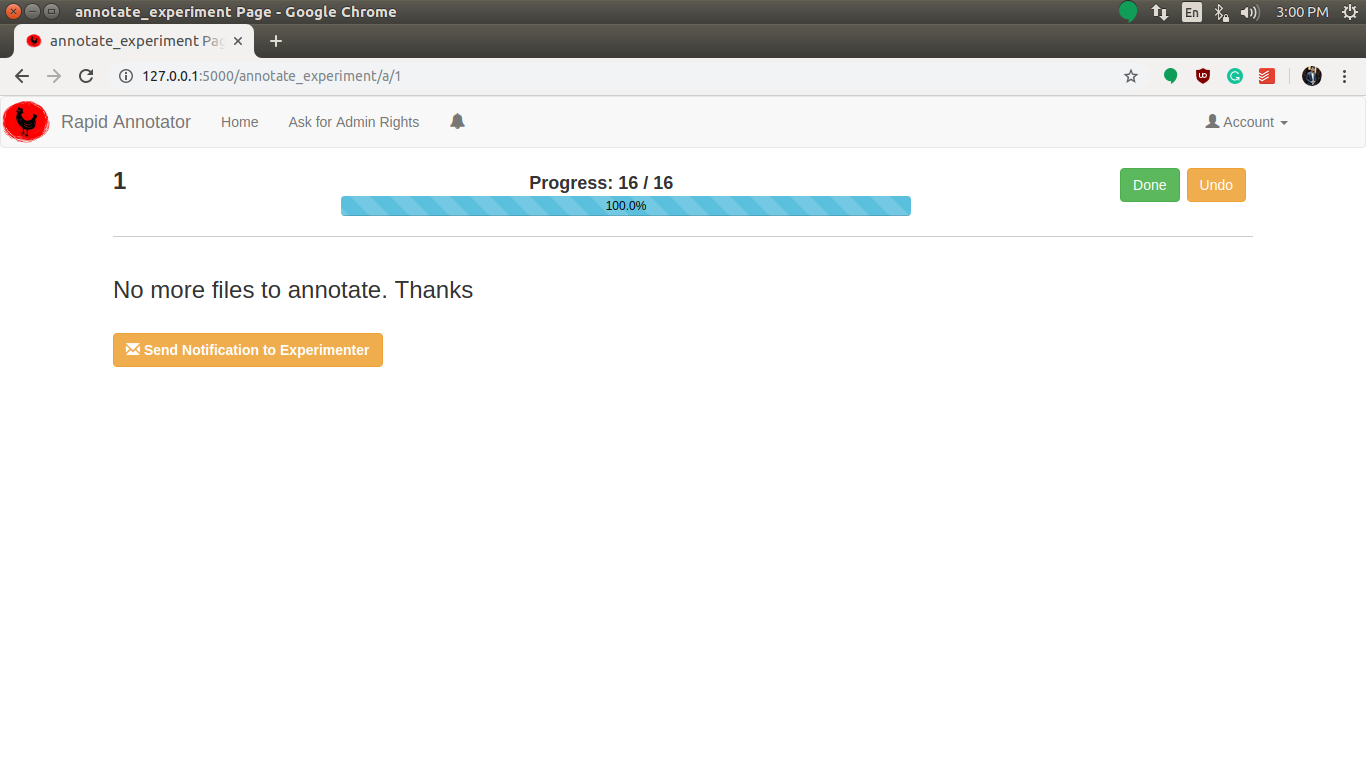 annotate_experiment Page - Google Chrome
En
3:00 PM
annotate_experiment Pag
127.0.0.1:5000/annotate_experiment/a/1
Rapid Annotator
Home
Ask for Admin Rights
Account
1
Progress: 16 / 16
100.0%
Done
Undo
No more files to annotate. Thanks
Send Notification to Experimenter